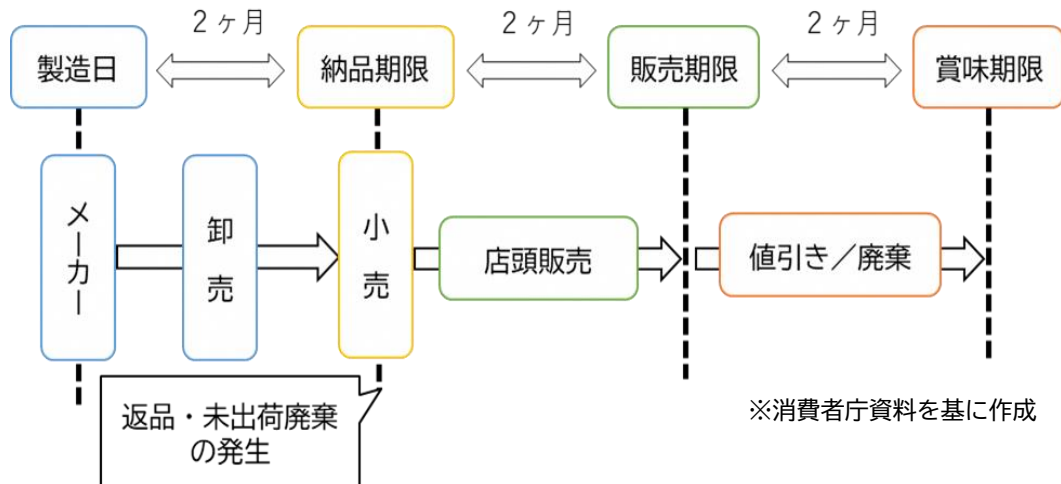 2ヶ月
2ヶ月
2ヶ月
製造日
納品期限
販売期限
賞味期限
メーカー
卸売
小売
店頭販売
値引き／廃棄
返品・未出荷廃棄
の発生
※消費者庁資料を基に作成